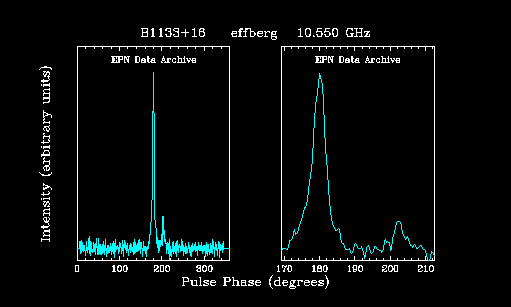 B1133+16 effberg 10.550 GHz
EPN Data Archive EPN Data Archive
Intensity (arbitrary units)
0 100 200 300 170 180 190 200 210
Pulse Phase (degrees)